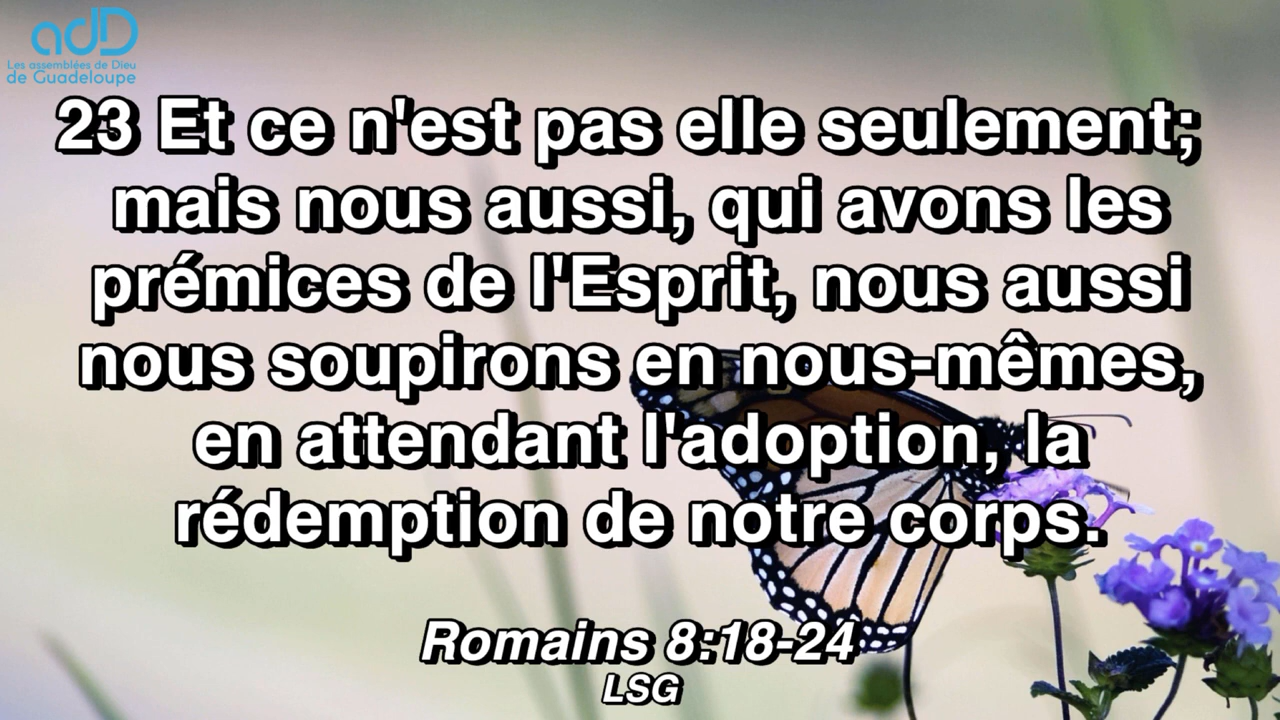 adD
Les assemblées de Dieu
de Guadeloupe
23 Et ce n'est pas elle seulement;
mais nous aussi, qui avons les
prémices de l'Esprit, nous aussi
nous soupirons en nous-mêmes,
en attendant l'adoption, la
rédemption de notre corps.
Romains 8:18-24
LSG